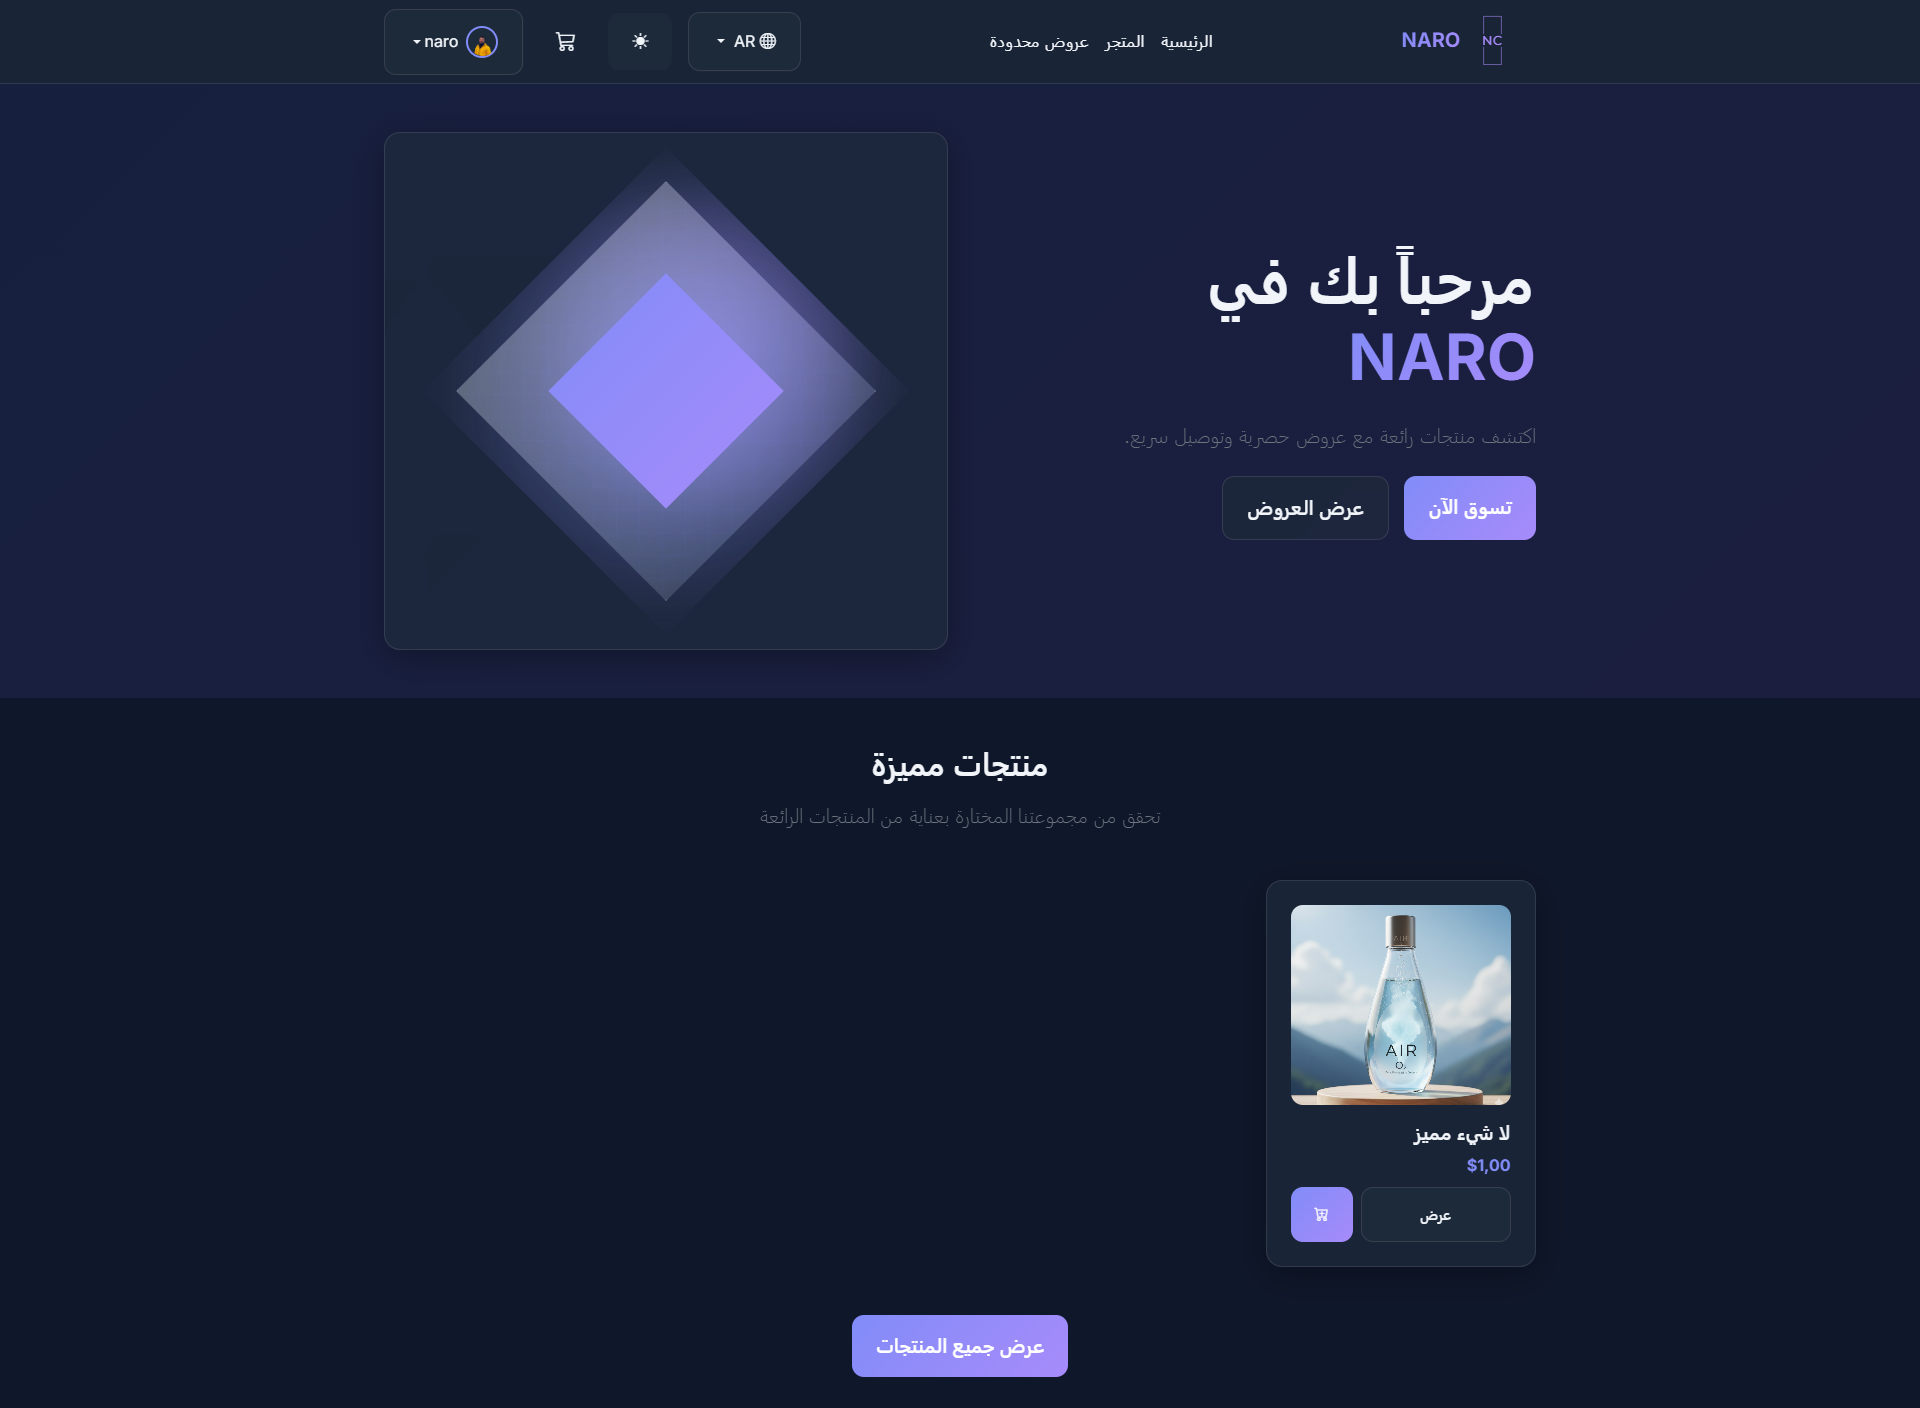 NC
NARO
الرئيسية
المتجر
عروض محدودة
AR
naro
مرحباً بك في
NARO
اكتشف منتجات رائعة مع عروض حصرية وتوصيل سريع.
تسوق الآن
عرض العروض
منتجات مميزة
تحقق من مجموعتنا المختارة بعناية من المنتجات الرائعة
AIR
AIR
لا شيء مميز
$1,00
عرض
عرض جميع المنتجات